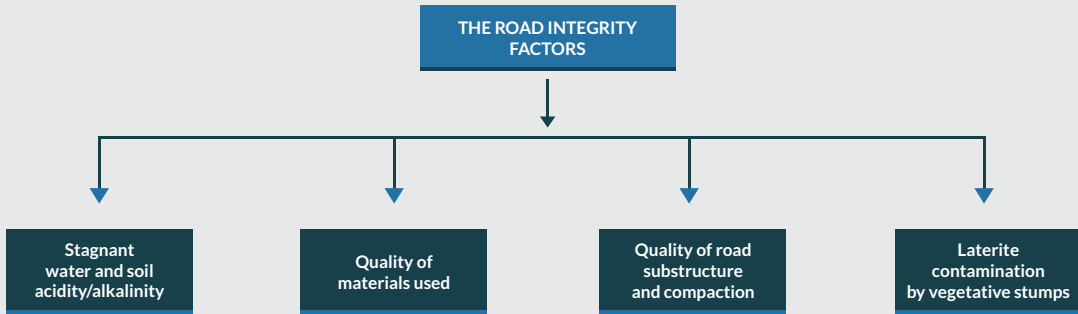 THE ROAD INTEGRITY
FACTORS
Stagnant
water and soil
acidity/alkalinity
Quality of
materials used
Quality of road
substructure
and compaction
Laterite
contamination
by vegetative stumps